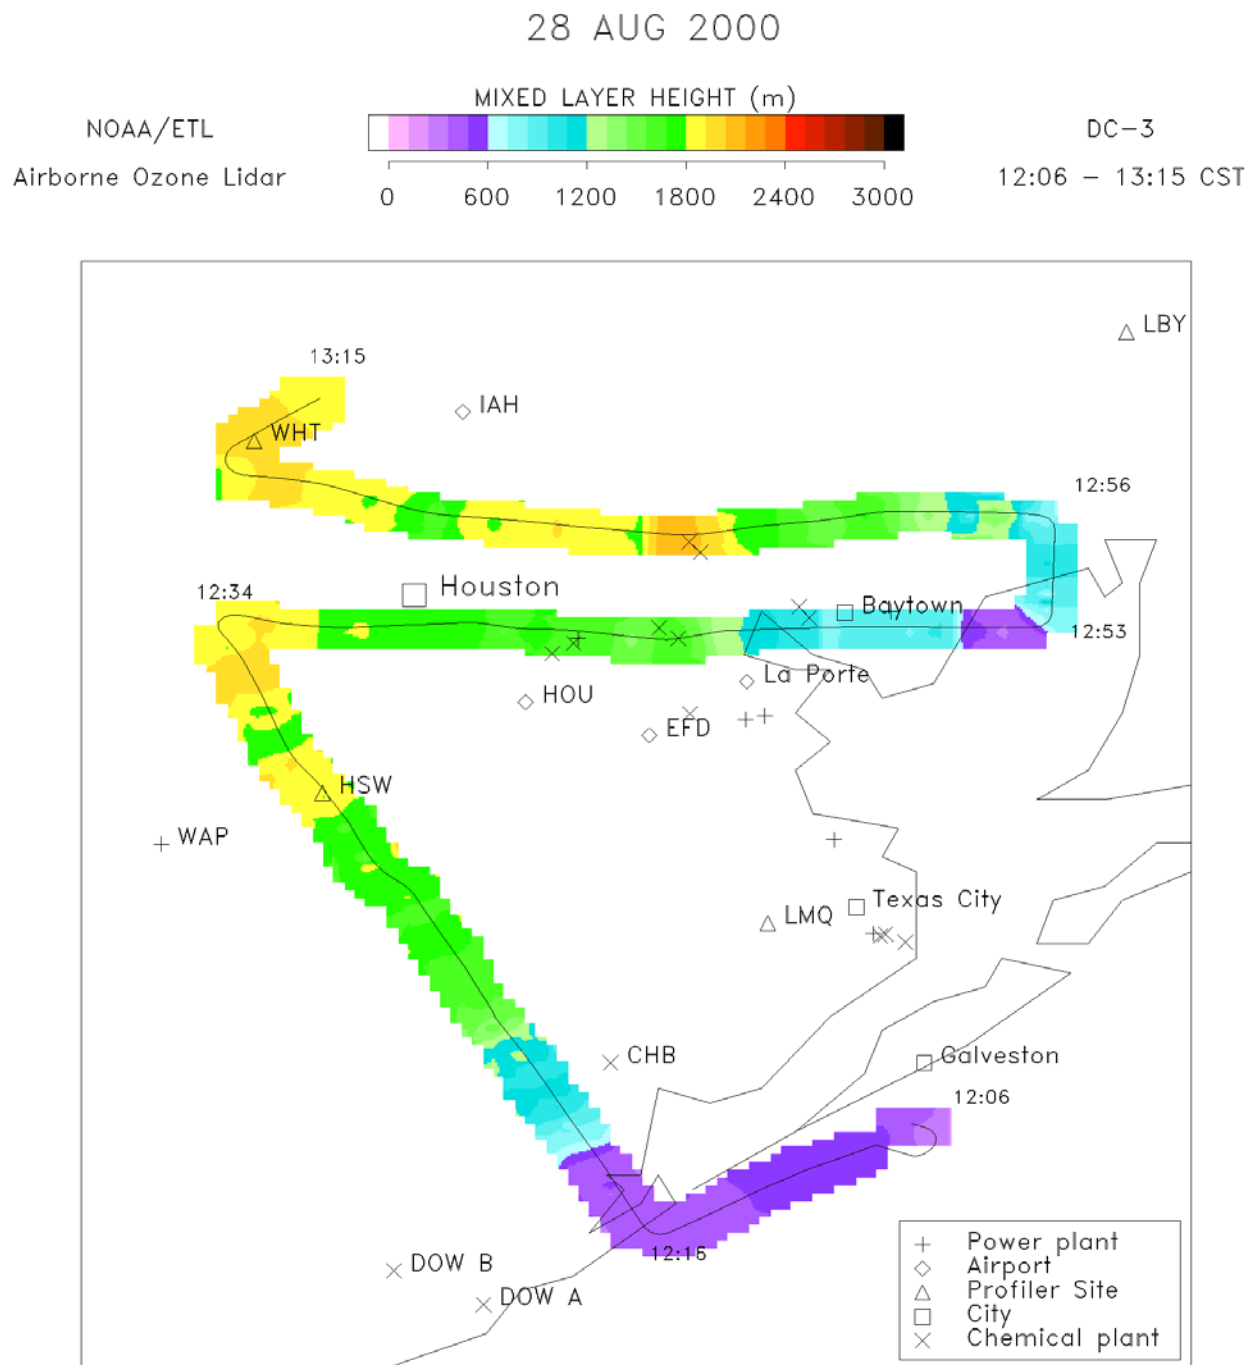 28 AUG 2000
MIXED LAYER HEIGHT (m)
NOAA/ETL
DC-3
Airborne Ozone Lidar
12:06 - 13:15 CST
0 600 1200 1800 2400 3000
LBY
13:15
IAH
WHT
12:56
12:34
Houston
Baytown
12:53
La Porte
HOU
EFD
HSW
WAP
Texas City
LMQ
CHB
Galveston
12:06
12:16
DOW B
DOW A
Power plant
Airport
Profiler Site
City
Chemical plant